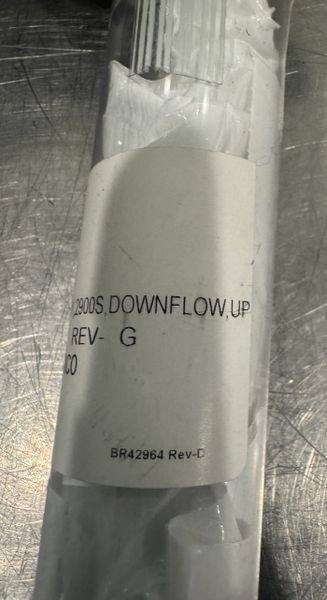 2900S,DOWNFLOW,UP
REV- G
CO
BR42964 Rev-D